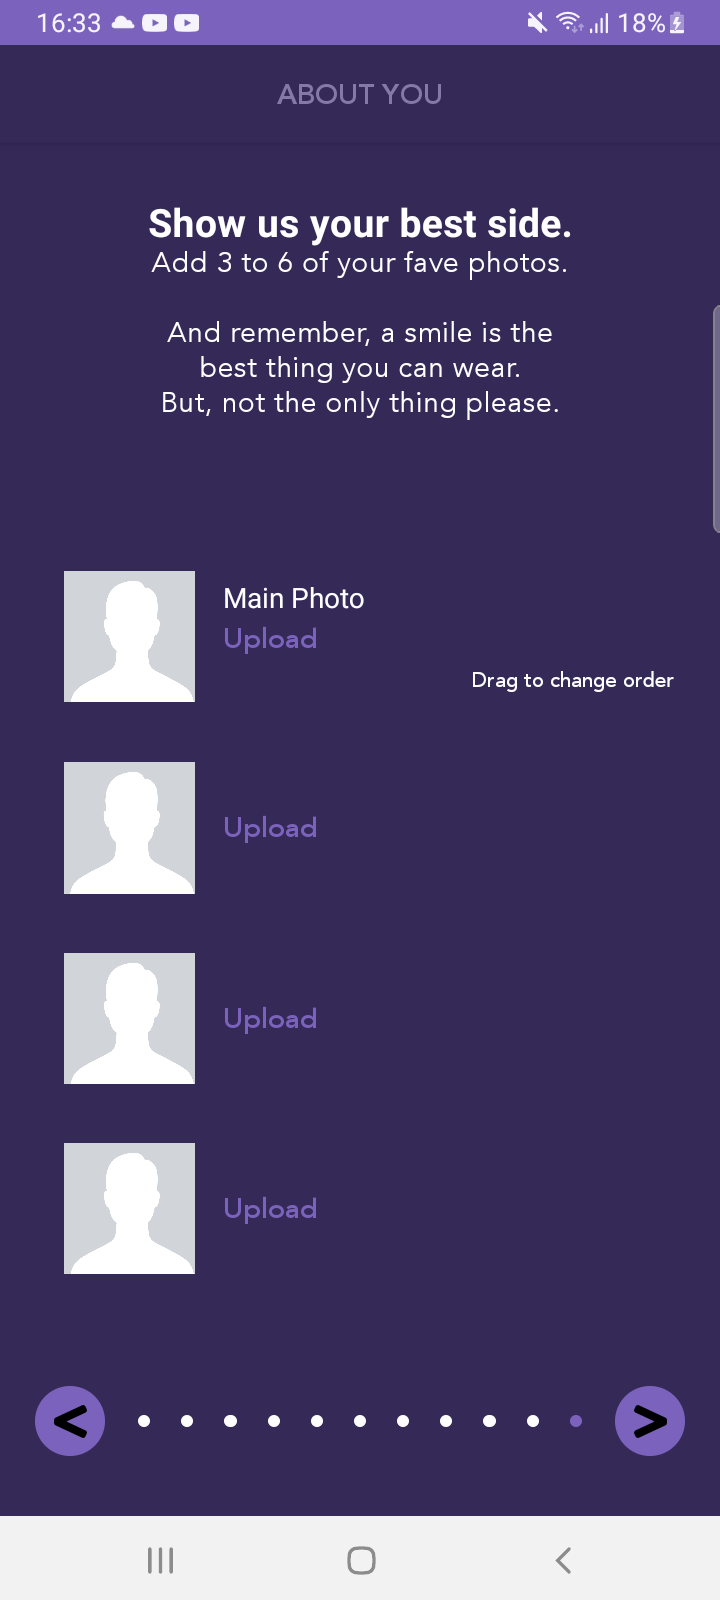 16:33
18%
ABOUT YOU
Show us your best side.
Add 3 to 6 of your fave photos.
And remember, a smile is the
best thing you can wear.
But, not the only thing please.
Main Photo
Upload
Drag to change order
Upload
Upload
Upload